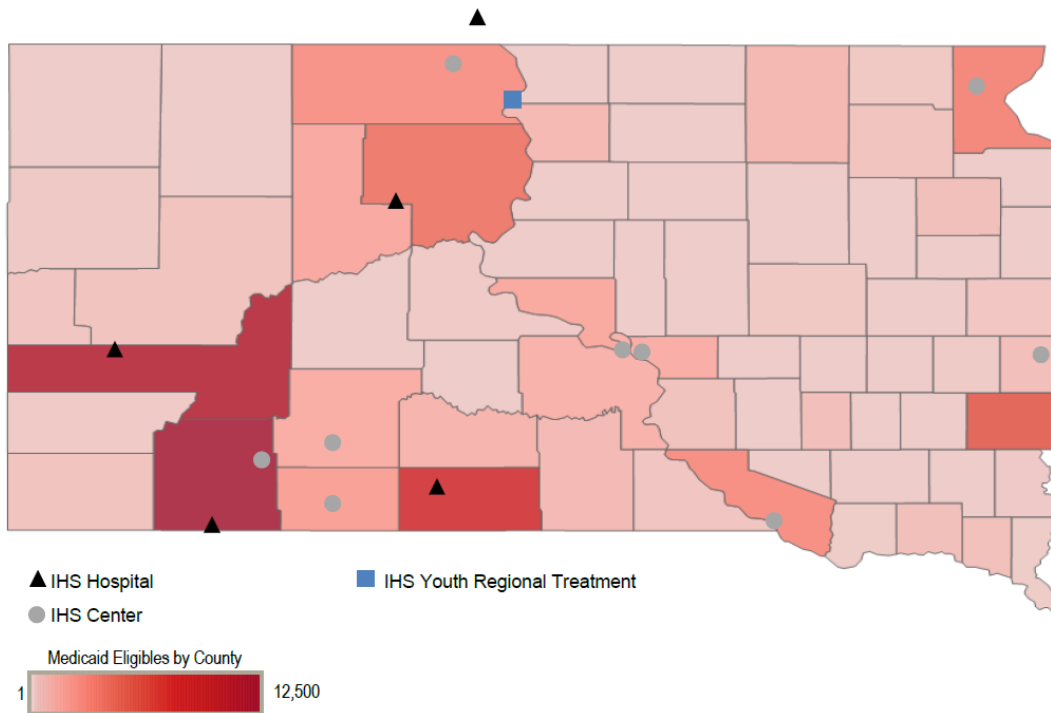 IHS Hospital
IHS Youth Regional Treatment
IHS Center
Medicaid Eligibles by County
1
12,500